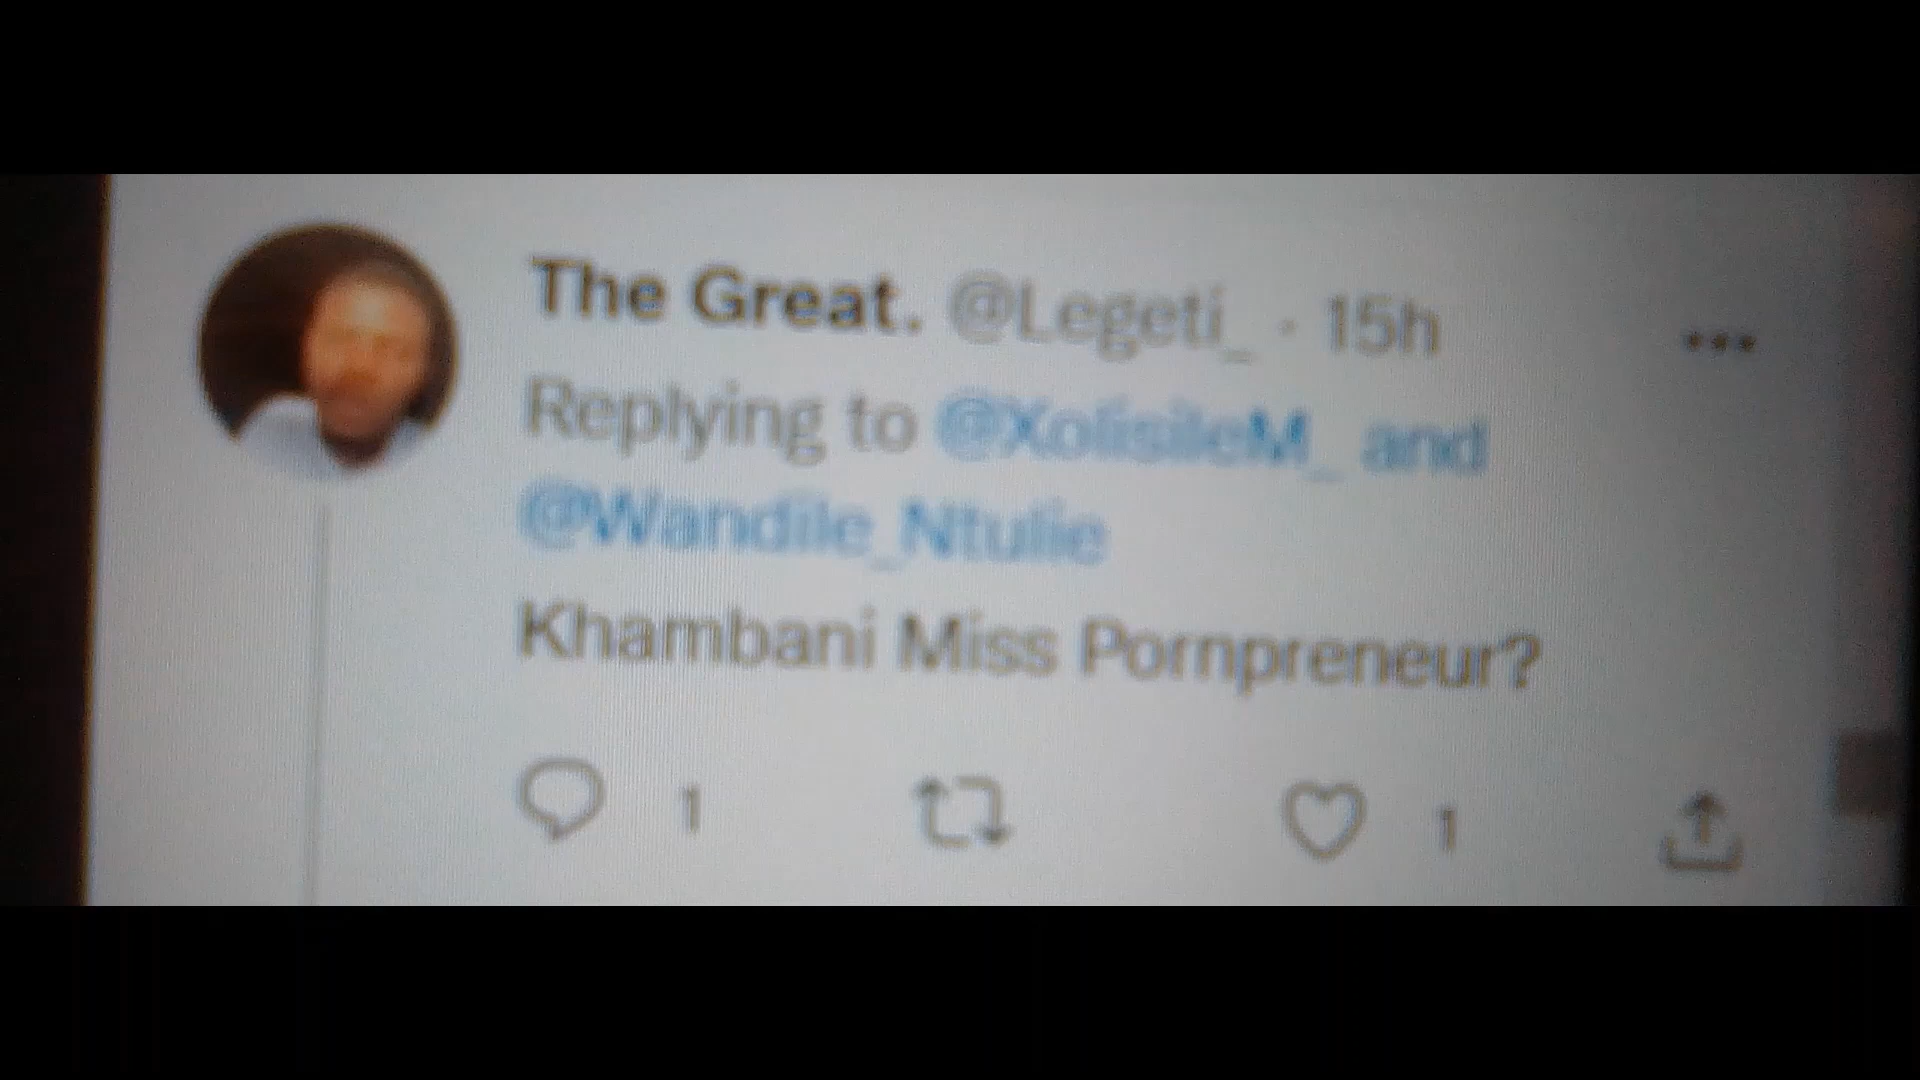 The Great. @Legeti_ · 15h
Replying to @XolisileM_ and
@Wandile_Ntulie
Khambani Miss Pornpreneur?
1 1